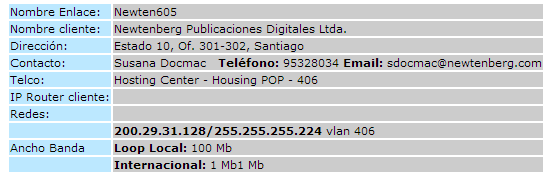 Nombre Enlace: Newten605
Nombre cliente: Newtenberg Publicaciones Digitales Ltda.
Dirección: Estado 10, Of. 301-302, Santiago
Contacto: Susana Docmac Teléfono: 95328034 Email: sdocmac@newtenberg.com
Telco: Hosting Center - Housing POP - 406
IP Router cliente:
Redes:
200.29.31.128/255.255.255.224 vlan 406
Ancho Banda Loop Local: 100 Mb
Internacional: 1 Mb1 Mb